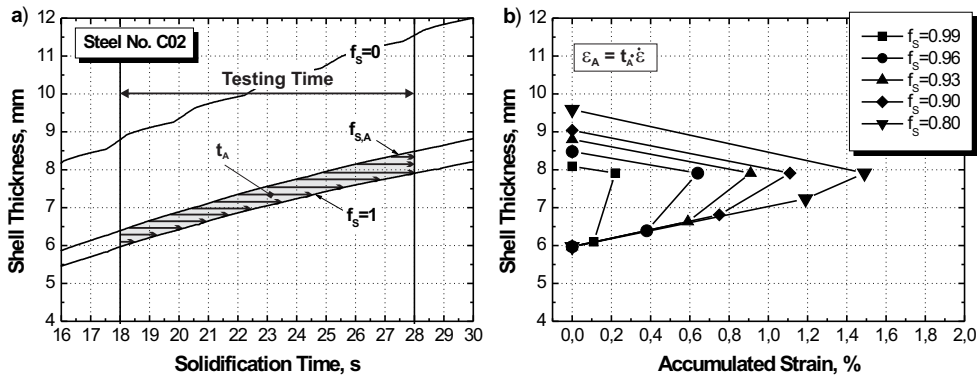 a)
Steel No. C02
f_S=0
Testing Time
f_S,A
t_A
f_S=1
Shell Thickness, mm
12
11
10
9
8
7
6
5
4
16 17 18 19 20 21 22 23 24 25 26 27 28 29 30
Solidification Time, s
b)
ε_A = t_A·ε̇
f_S=0.99
f_S=0.96
f_S=0.93
f_S=0.90
f_S=0.80
Shell Thickness, mm
12
11
10
9
8
7
6
5
4
0,0 0,2 0,4 0,6 0,8 1,0 1,2 1,4 1,6 1,8 2,0
Accumulated Strain, %